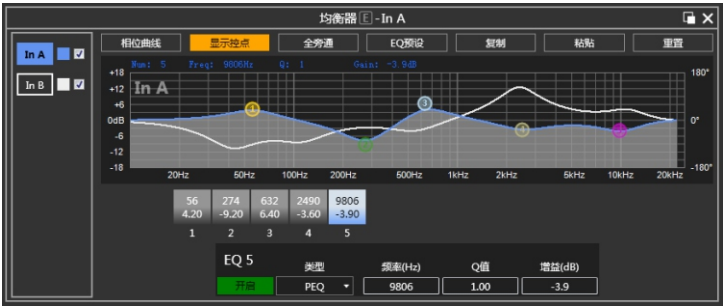 均衡器 E - In A
In A
In B
相位曲线 显示控点 全旁通 EQ预设 复制 粘贴 重置
Num: 5 Freq: 9806Hz Q: 1 Gain: -3.9dB
In A
+18
+12
+6
0dB
-6
-12
-18
180°
0°
-180°
1 3 4
20Hz 50Hz 100Hz 200Hz 500Hz 1kHz 2kHz 5kHz 10kHz 20kHz
56 274 632 2490 9806
4.20 -9.20 6.40 -3.60 -3.90
1 2 3 4 5
EQ 5 类型 频率(Hz) Q值 增益(dB)
开启 PEQ 9806 1.00 -3.9